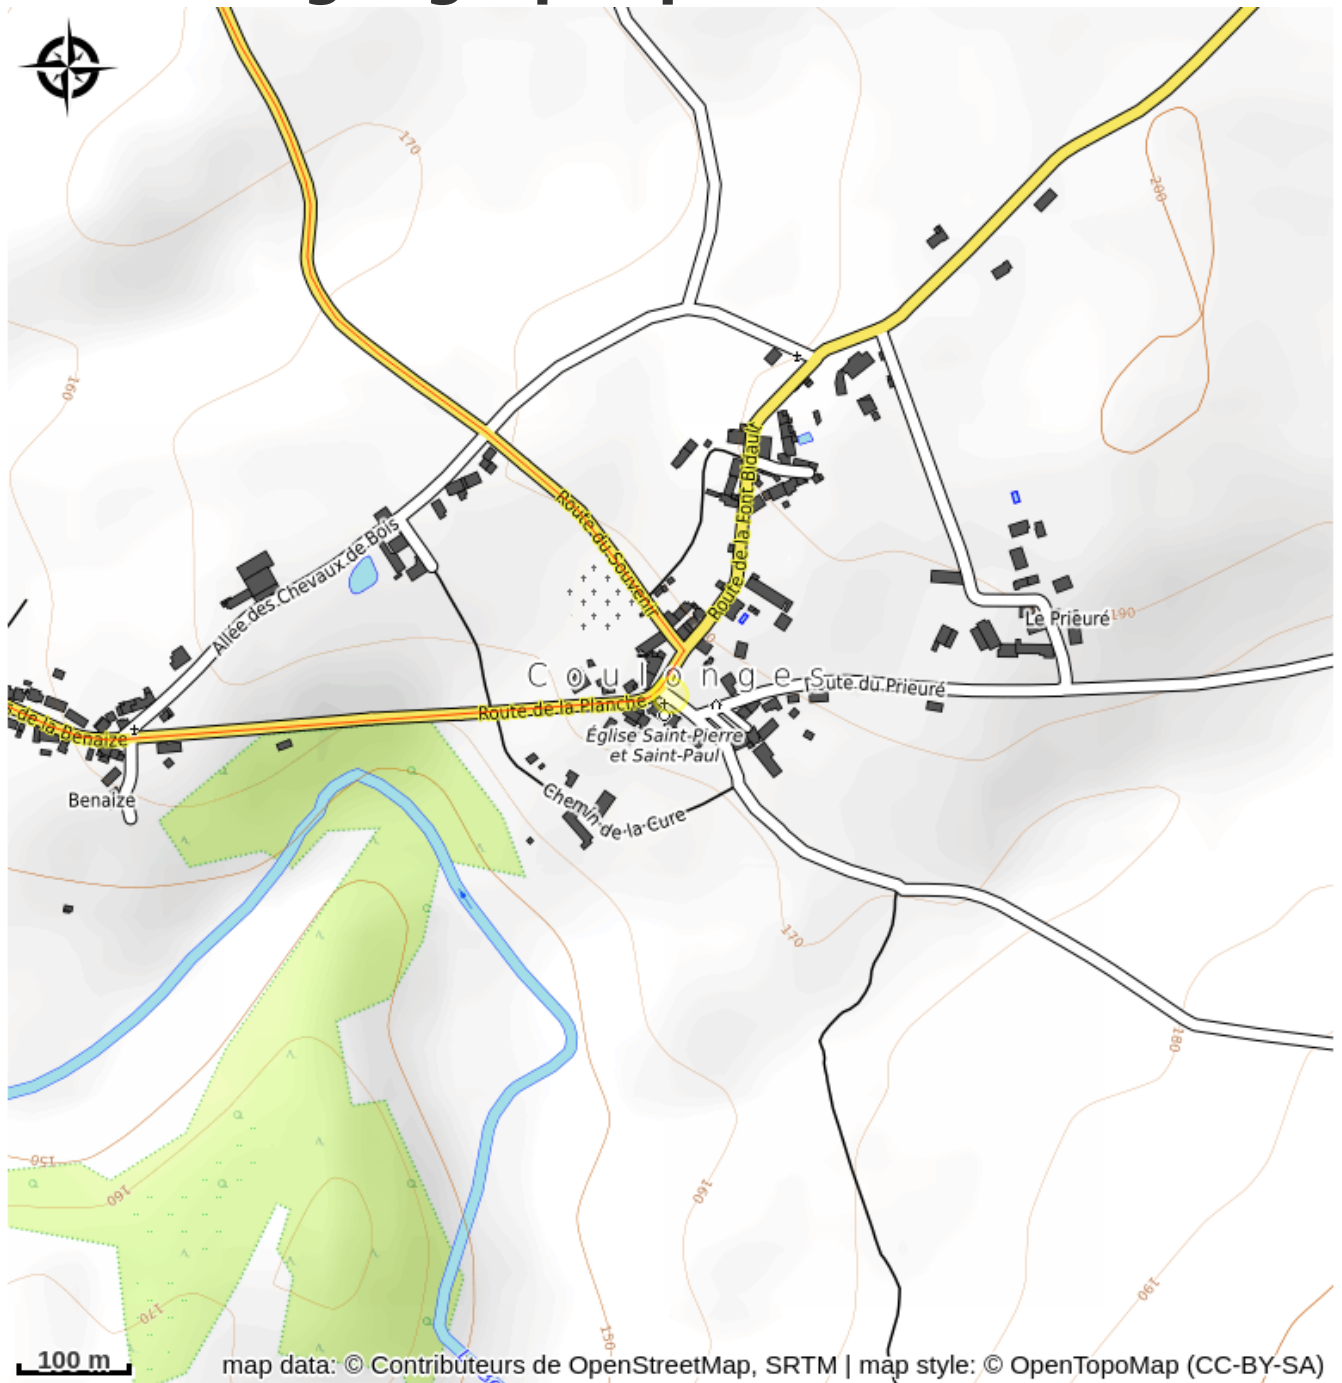 170
200
160
Route de la Font Bidault
Route du Souvenir
Allée des Chevaux de Bois
Le Prieuré
190
Coulonges
Route du Prieuré
Route de la Planche
s de la Benaize
Église Saint-Pierre
et Saint-Paul
Benaize
Chemin de la Cure
170
180
150
160
160
190
170
150
100 m
map data: © Contributeurs de OpenStreetMap, SRTM | map style: © OpenTopoMap (CC-BY-SA)